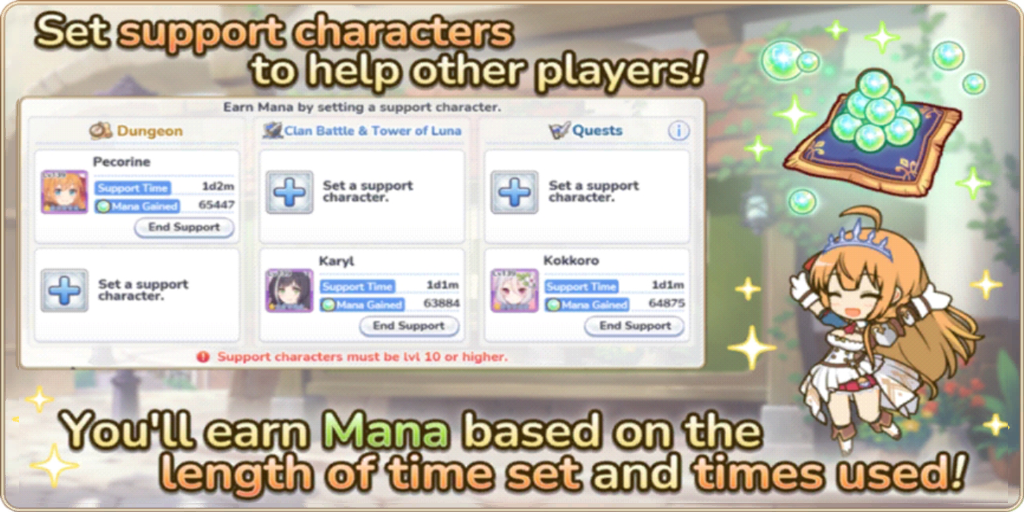 Set support characters
to help other players!
Earn Mana by setting a support character.
Dungeon
Clan Battle & Tower of Luna
Quests
i
Pecorine
Support Time 1d2m
Mana Gained 65447
End Support
Set a support
character.
Set a support
character.
Set a support
character.
Karyl
Support Time 1d1m
Mana Gained 63884
End Support
Kokkoro
Support Time 1d1m
Mana Gained 64875
End Support
! Support characters must be lvl 10 or higher.
You'll earn Mana based on the
length of time set and times used!